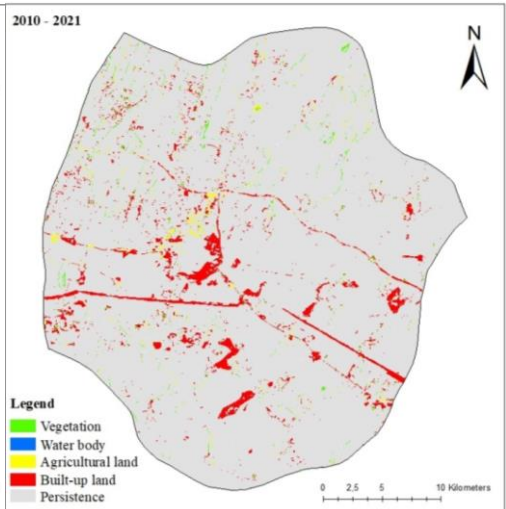 2010 - 2021
N
Legend
Vegetation
Water body
Agricultural land
Built-up land
Persistence
0 2,5 5 10 Kilometers